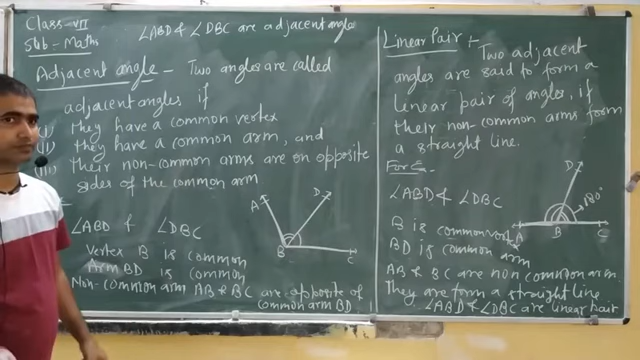 Class-VII
Sub-Maths
∠ABD & ∠DBC are adjacent angle
Adjacent angle - Two angles are called
adjacent angles if
(i) They have a common vertex
(ii) They have a common arm, and
(iii) Their non-common arms are on opposite
sides of the common arm
∠ABD & ∠DBC
Vertex B is common
Arm BD is common
Non-common arm AB & BC are opposite of
common arm BD
A
D
B
C
Linear Pair :- Two adjacent
angles are said to form a
linear pair of angles, if
their non-common arms form
a straight line.
∠ABD & ∠DBC
B is common vertex
BD is common arm
AB & BC are non common arm
They are form a straight line
∠ABD & ∠DBC are linear pair
D
180°
A
B
C